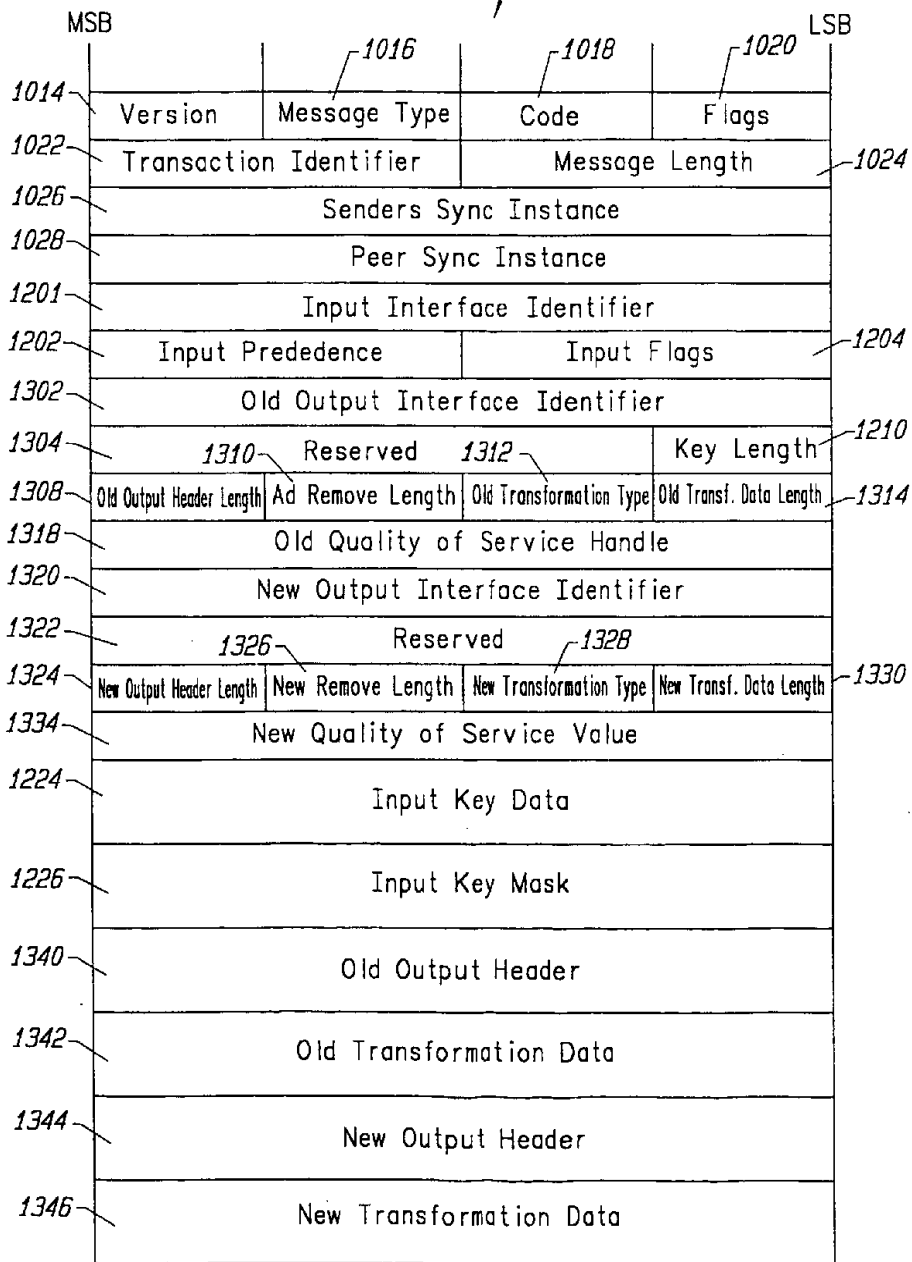 MSB LSB
1016 1018 1020
1014 Version Message Type Code Flags
1022 Transaction Identifier Message Length 1024
1026 Senders Sync Instance
1028 Peer Sync Instance
1201 Input Interface Identifier
1202 Input Prededence Input Flags 1204
1302 Old Output Interface Identifier
1304 Reserved Key Length 1210
1310 1312
1308 Old Output Header Length Ad Remove Length Old Transformation Type Old Transf. Data Length 1314
1318 Old Quality of Service Handle
1320 New Output Interface Identifier
1322 Reserved
1326 1328
1324 New Output Header Length New Remove Length New Transformation Type New Transf. Data Length 1330
1334 New Quality of Service Value
1224 Input Key Data
1226 Input Key Mask
1340 Old Output Header
1342 Old Transformation Data
1344 New Output Header
1346 New Transformation Data